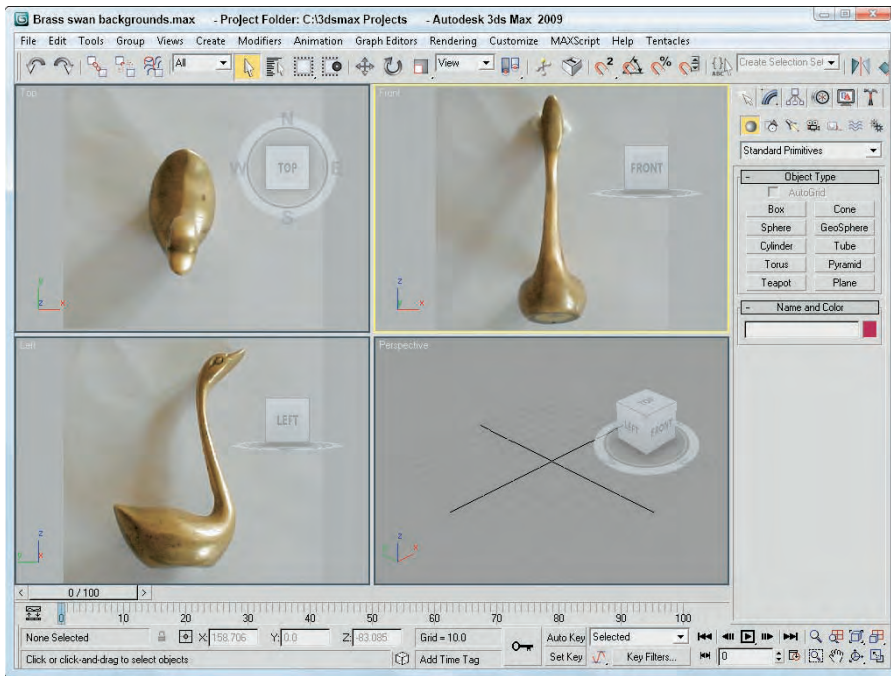 Brass swan backgrounds.max - Project Folder: C:\3dsmax Projects - Autodesk 3ds Max 2009
File Edit Tools Group Views Create Modifiers Animation Graph Editors Rendering Customize MAXScript Help Tentacles
All View Create Selection Set
Top
N
W TOP E
S
Front
FRONT
Standard Primitives
- Object Type
AutoGrid
Box Cone
Sphere GeoSphere
Cylinder Tube
Torus Pyramid
Teapot Plane
- Name and Color
y
z x
z
x
Left
LEFT
z
y x
Perspective
TOP
LEFT FRONT
z
x
y
< 0 / 100 >
0 10 20 30 40 50 60 70 80 90 100
None Selected X: 158.706 Y: 0.0 Z: -83.085 Grid = 10.0 Auto Key Selected
Click or click-and-drag to select objects Add Time Tag Set Key Key Filters... 0